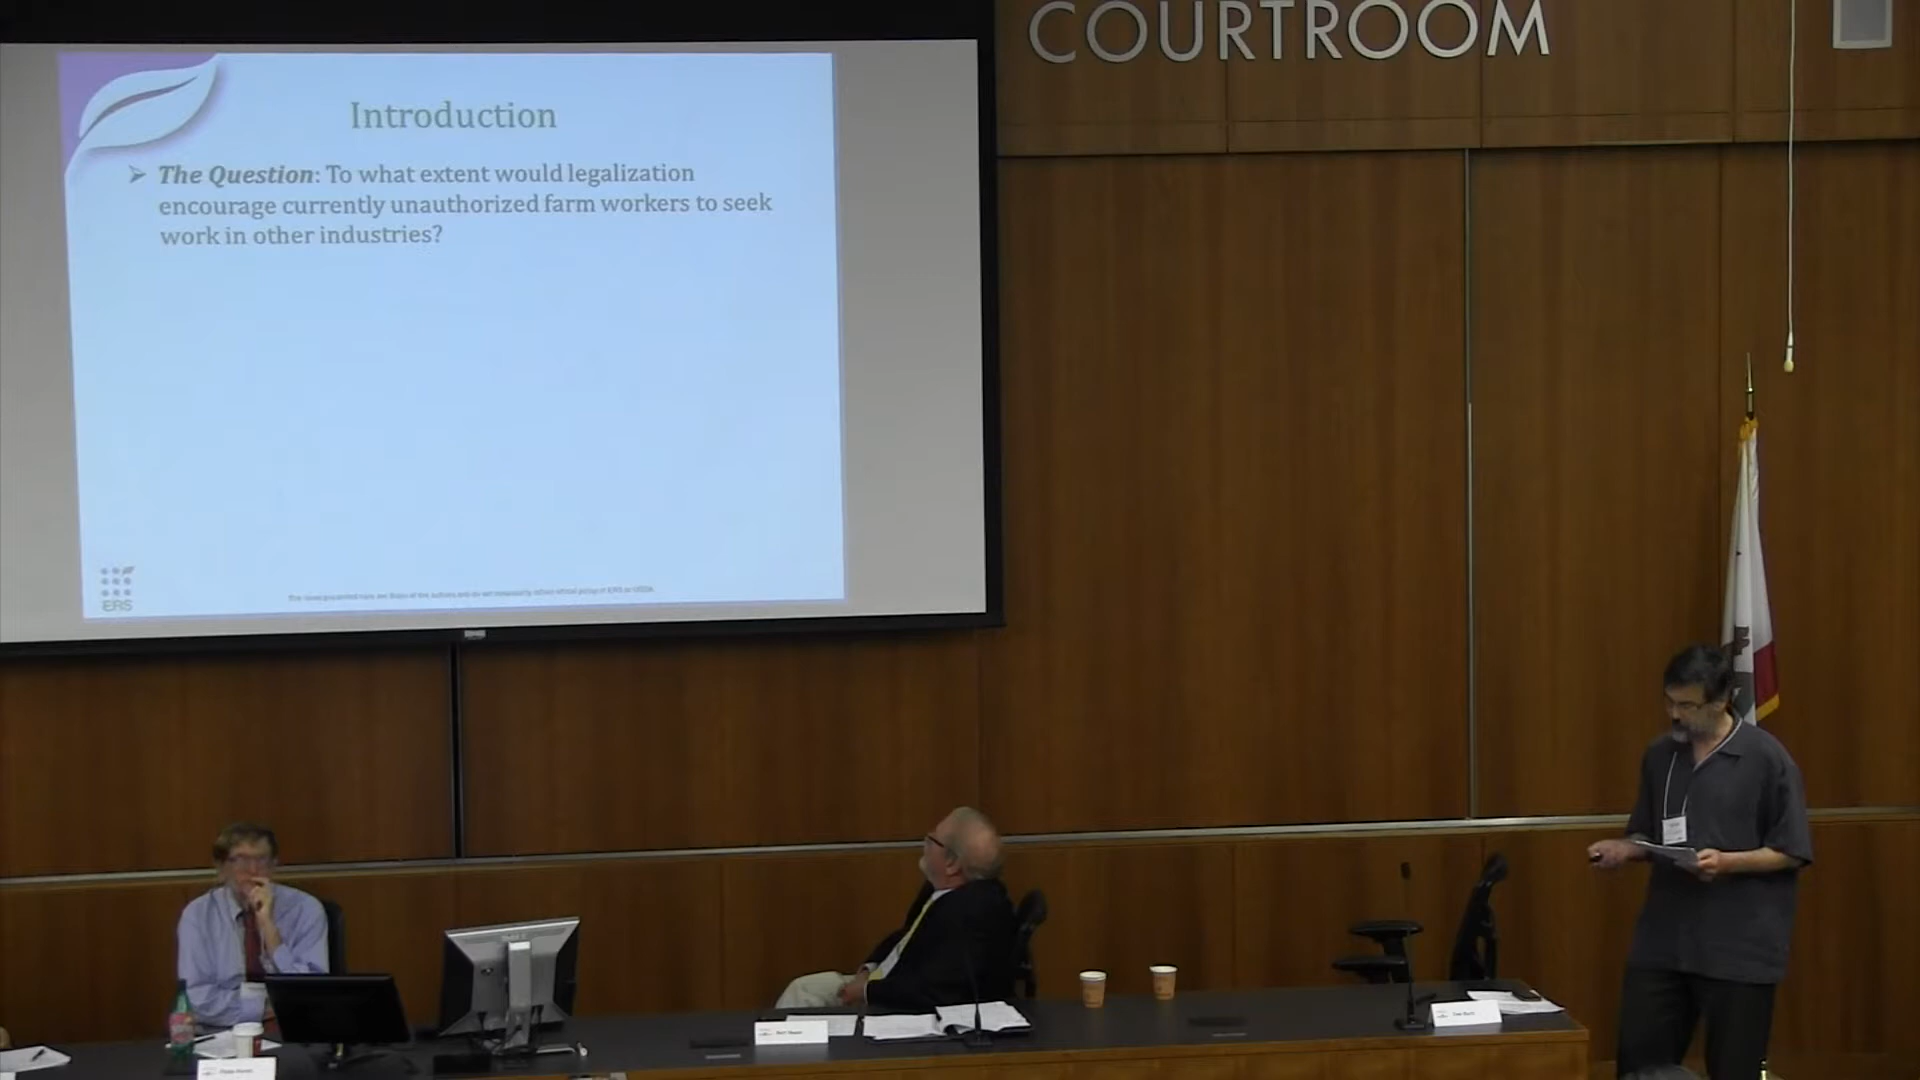 COURTROOM
Introduction
➢ The Question: To what extent would legalization
encourage currently unauthorized farm workers to seek
work in other industries?
ERS